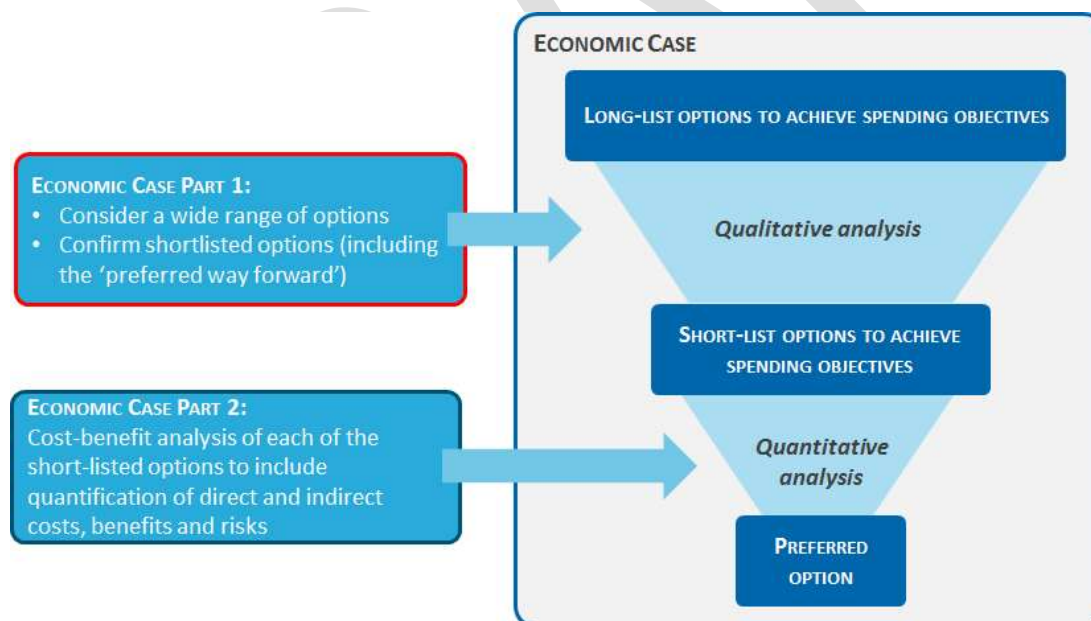 ECONOMIC CASE
LONG-LIST OPTIONS TO ACHIEVE SPENDING OBJECTIVES
ECONOMIC CASE PART 1:
• Consider a wide range of options
• Confirm shortlisted options (including
the ‘preferred way forward’)
Qualitative analysis
SHORT-LIST OPTIONS TO ACHIEVE
SPENDING OBJECTIVES
ECONOMIC CASE PART 2:
Cost-benefit analysis of each of the
short-listed options to include
quantification of direct and indirect
costs, benefits and risks
Quantitative
analysis
PREFERRED
OPTION